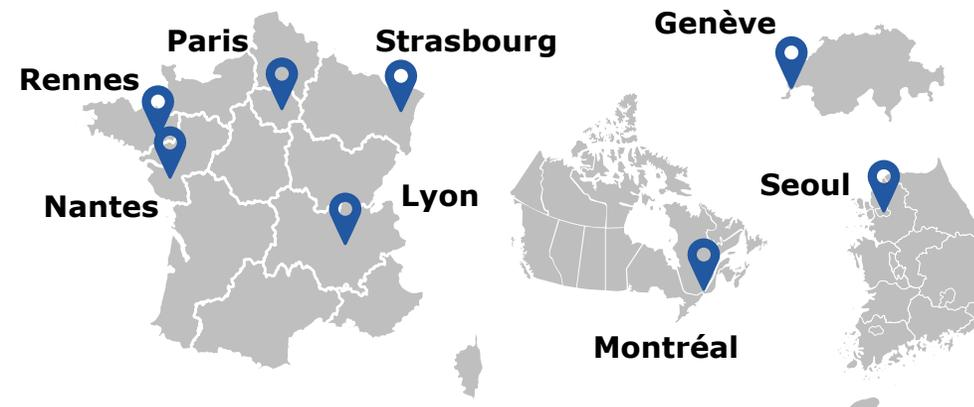 Genève
Paris
Strasbourg
Rennes
Seoul
Lyon
Nantes
Montréal